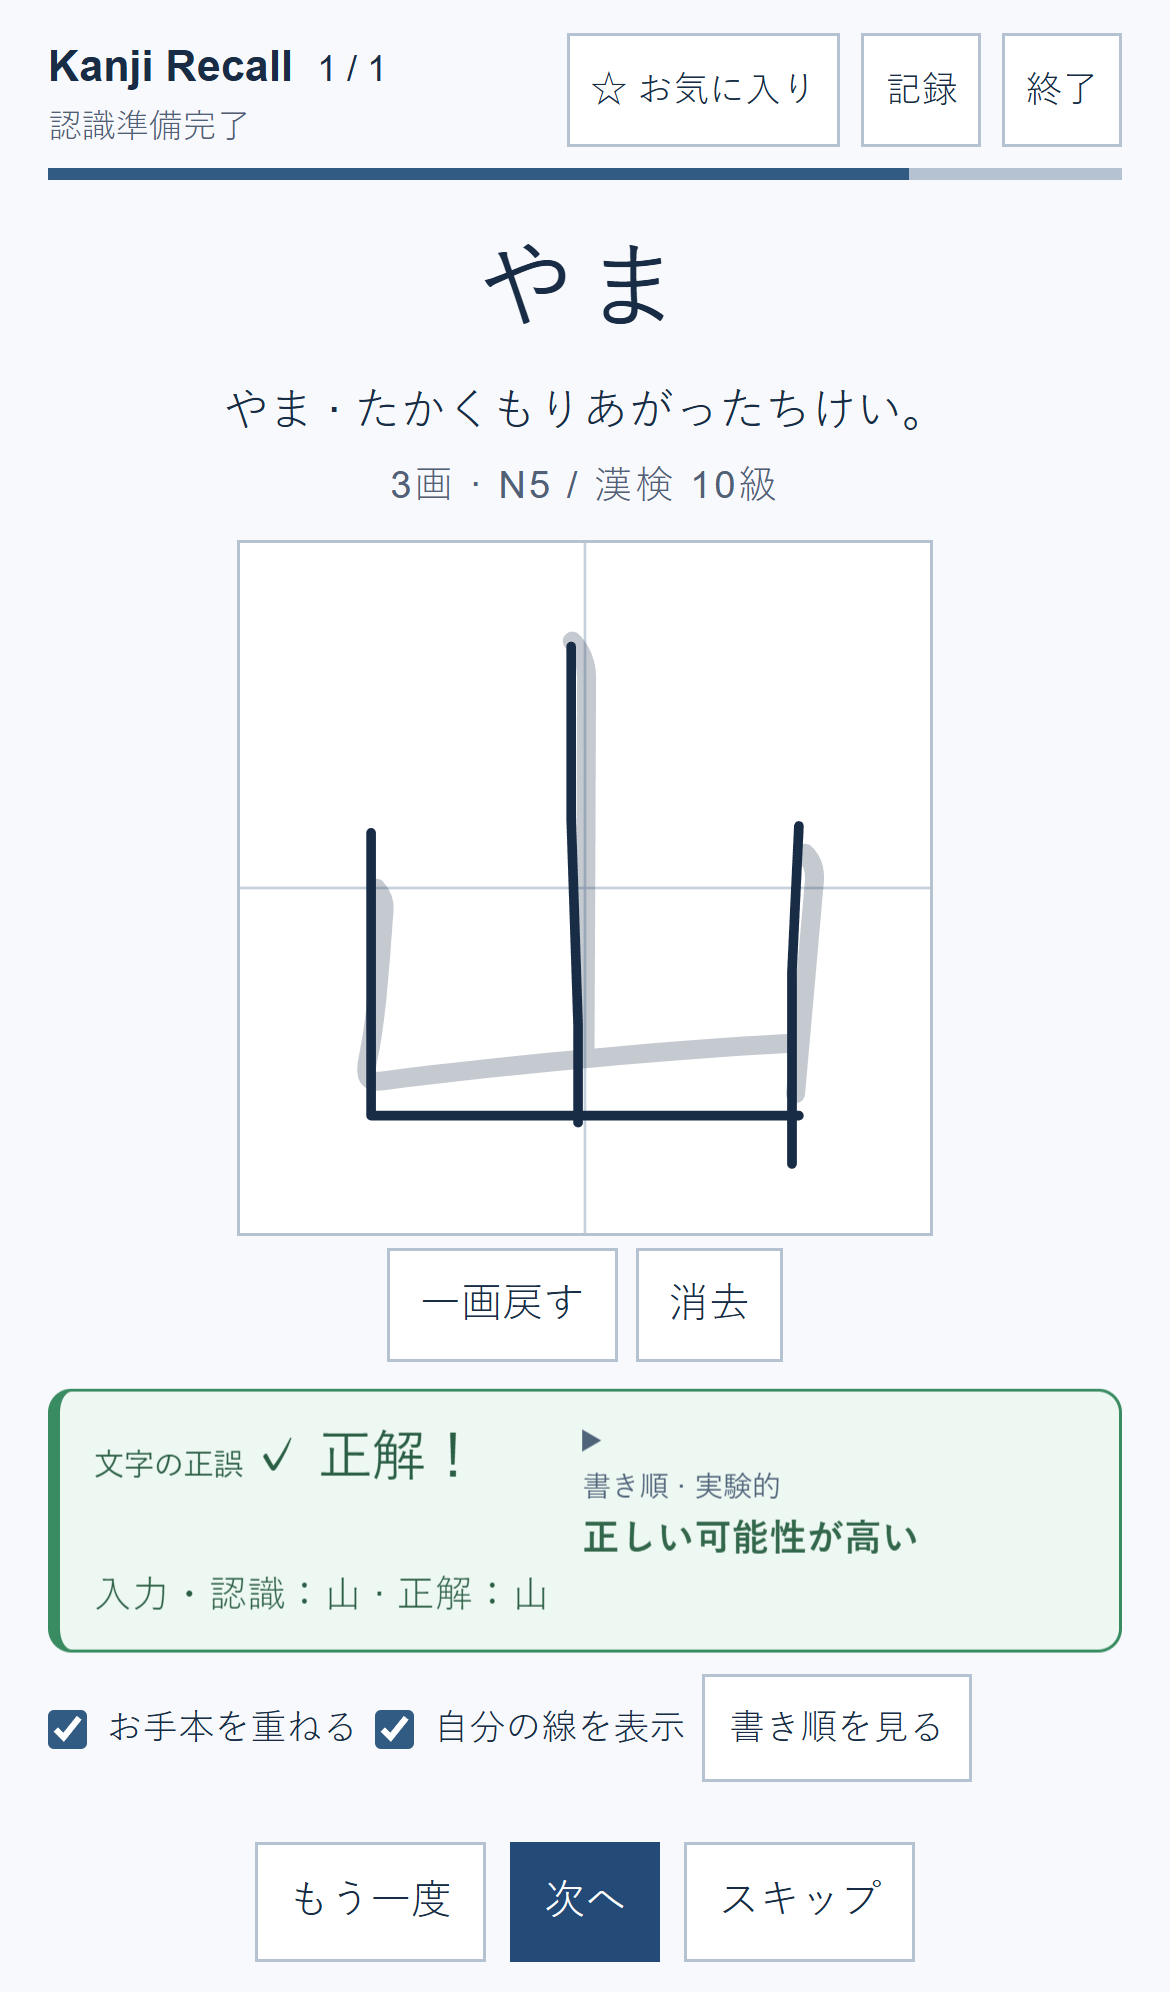 Kanji Recall 1 / 1
認識準備完了
☆ お気に入り
記録
終了
やま
やま · たかくもりあがったちけい。
3画 · N5 / 漢検 10級
山
一画戻す
消去
文字の正誤 ✓ 正解！
▶
書き順 · 実験的
正しい可能性が高い
入力・認識：山 · 正解：山
お手本を重ねる
自分の線を表示
書き順を見る
もう一度
次へ
スキップ